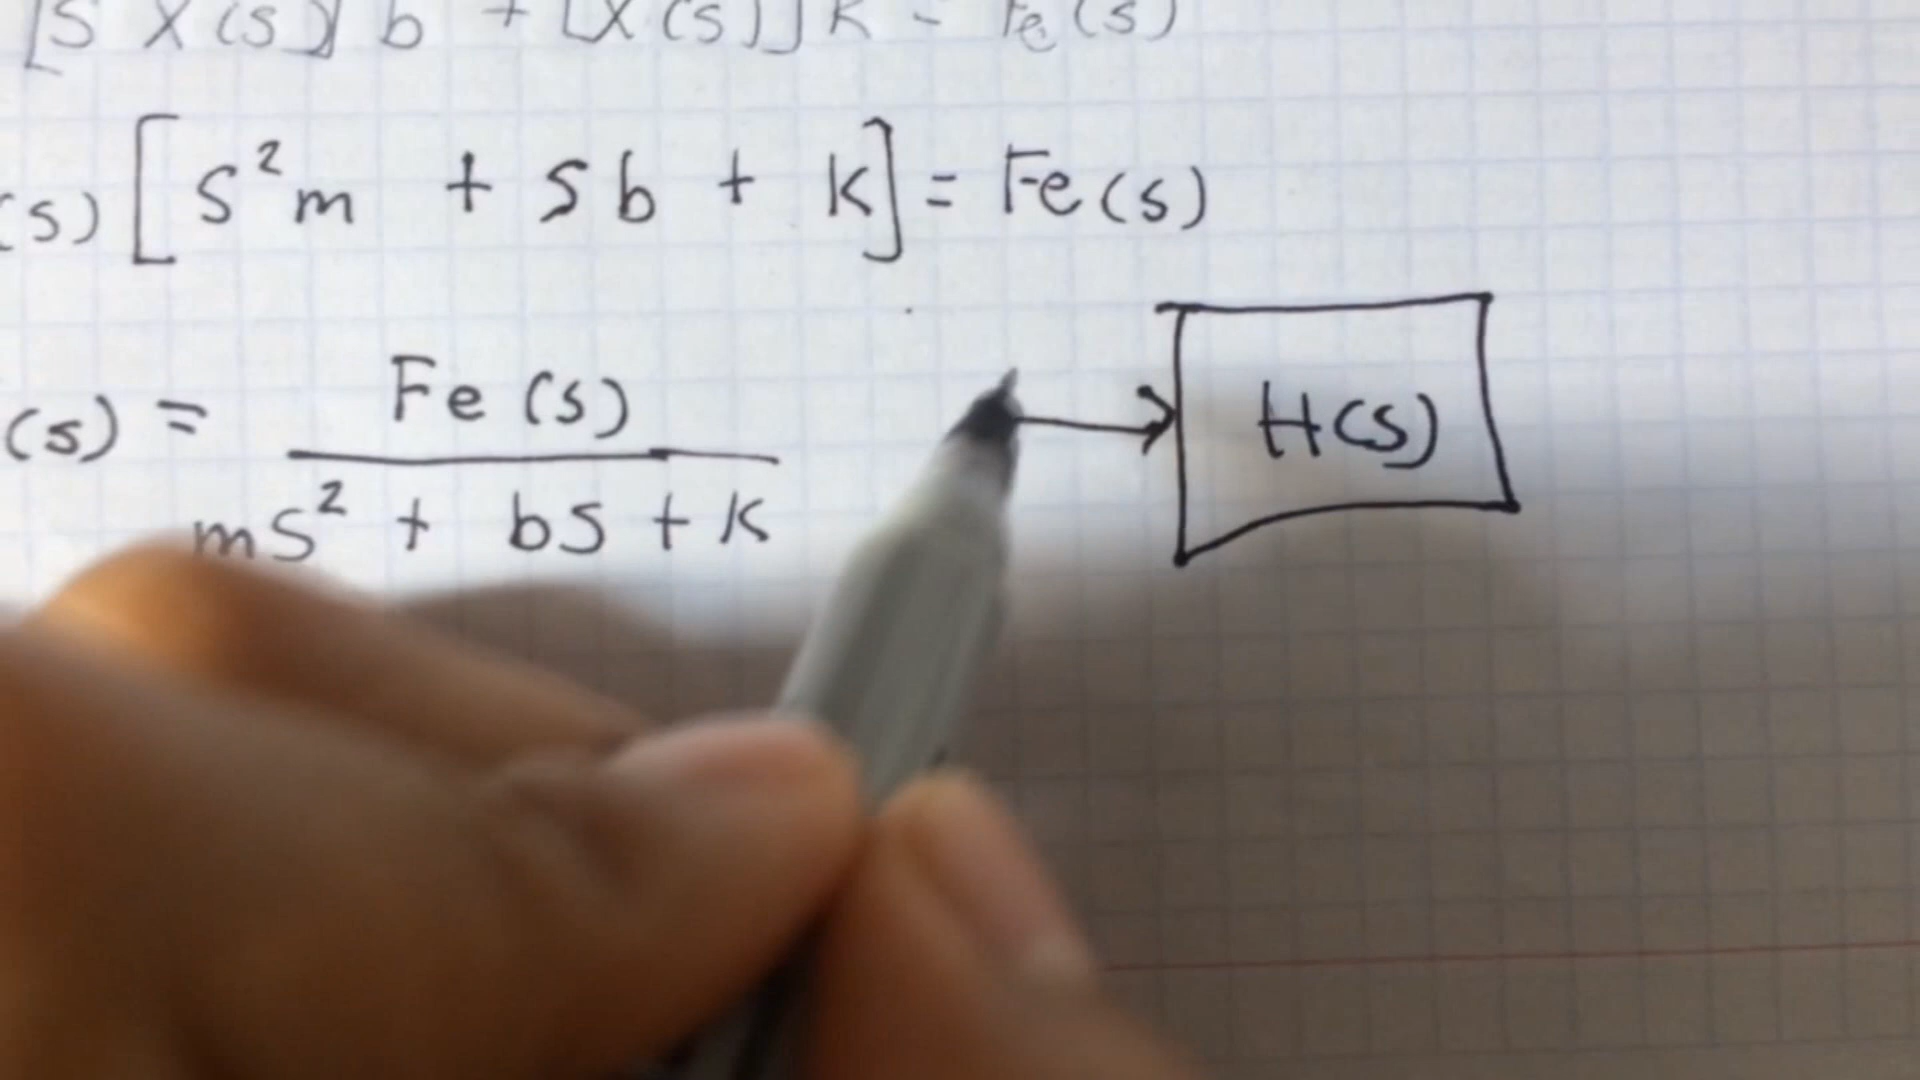 [S X(s)] b + [X(s)] K = Fe(s)
(s) [s²m + sb + k] = Fe(s)
(s) = Fe(s)
ms² + bs + k
H(s)